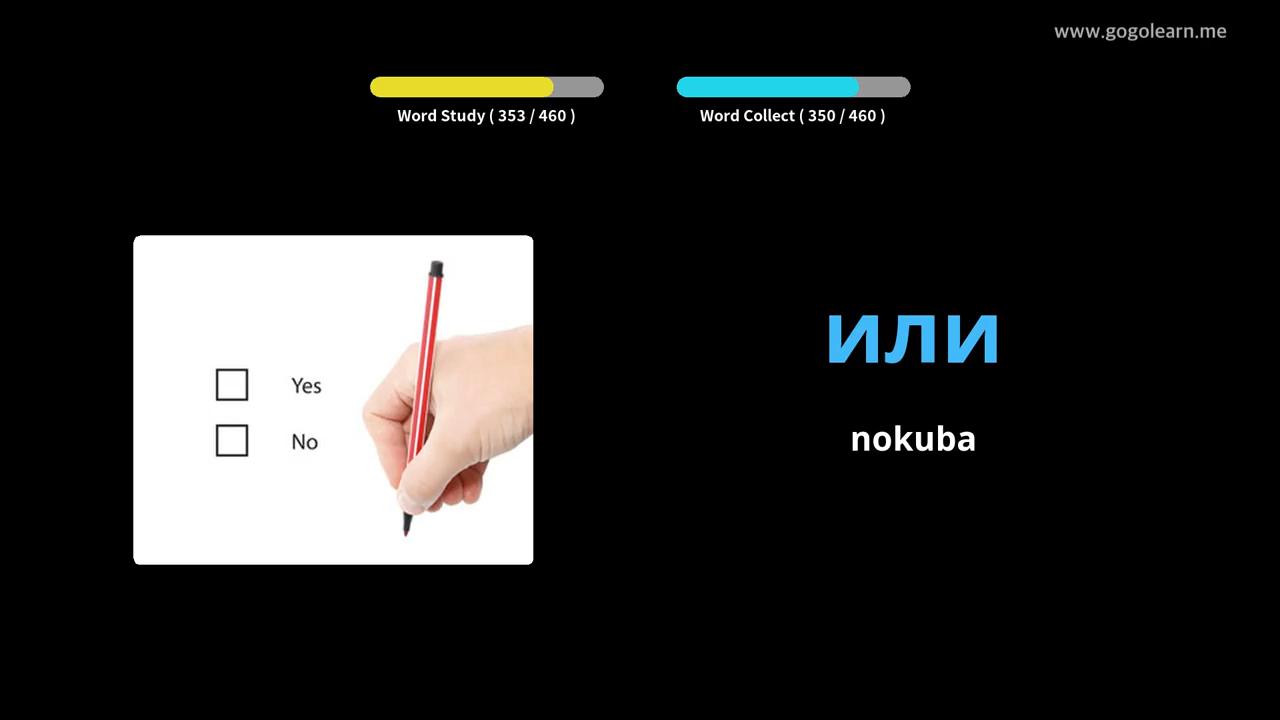 www.gogolearn.me
Word Study ( 353 / 460 )
Word Collect ( 350 / 460 )
Yes
No
или
nokuba